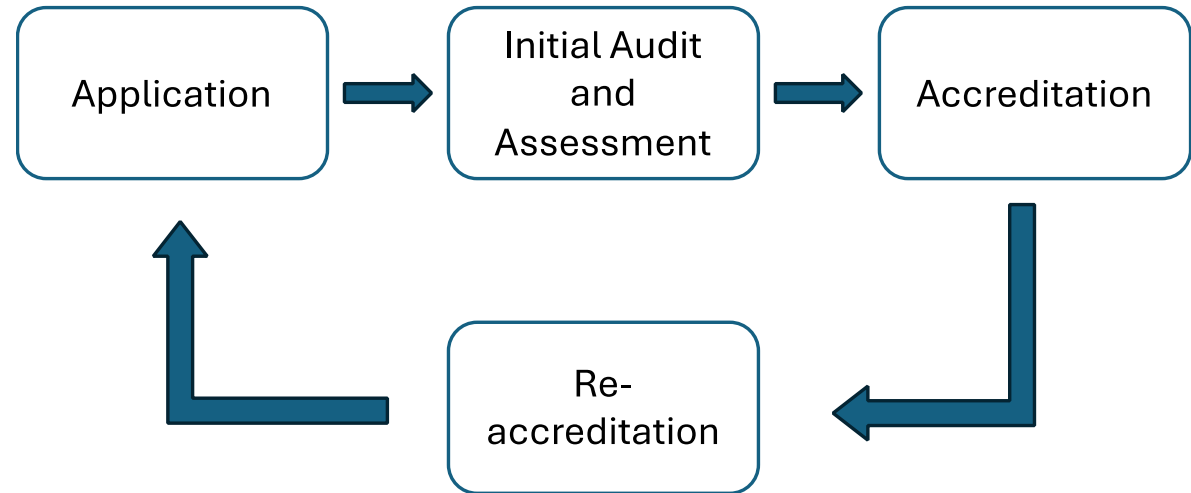 Application
Initial Audit
and
Assessment
Accreditation
Re-
accreditation